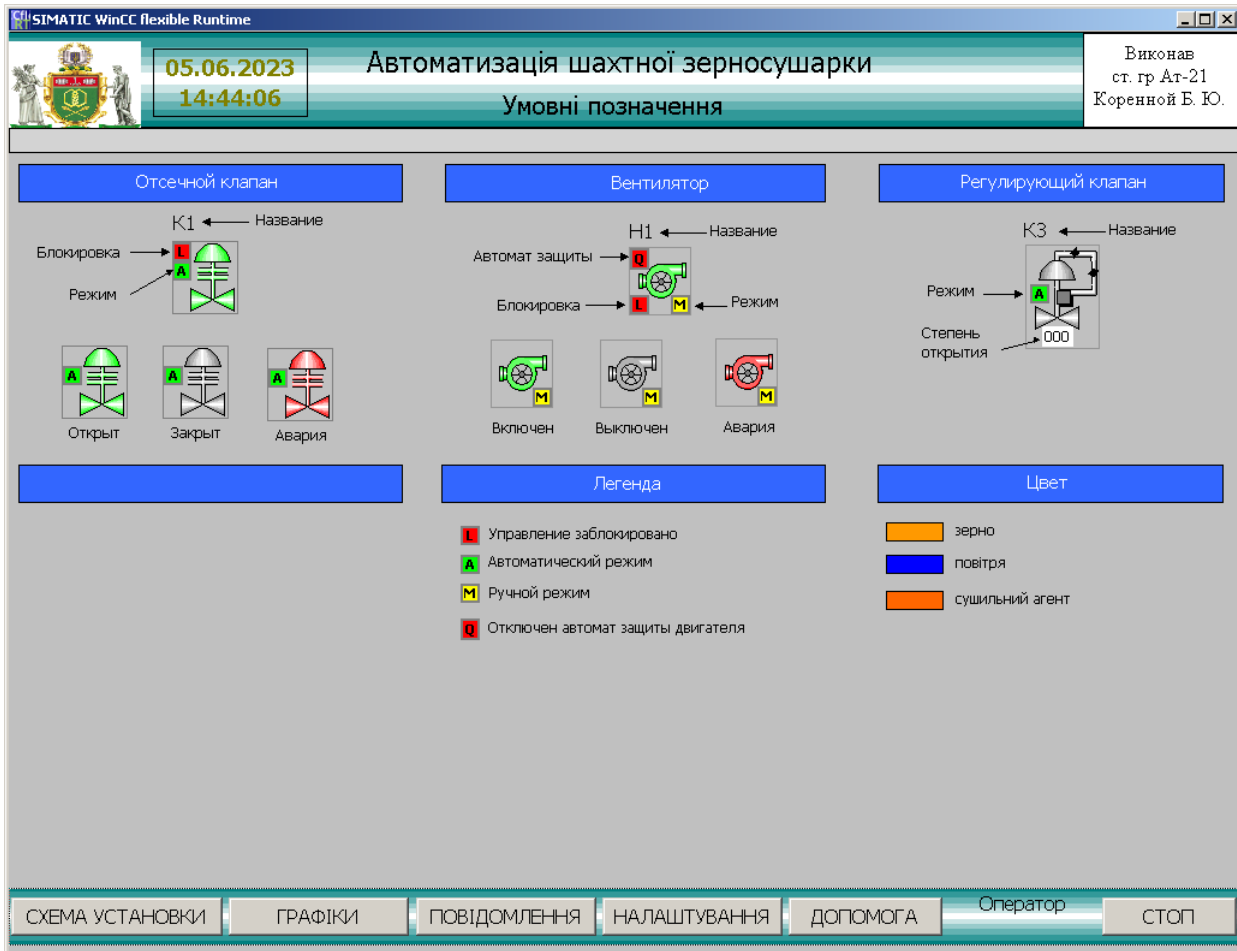 SIMATIC WinCC flexible Runtime
05.06.2023
14:44:06
Автоматизація шахтної зерносушарки
Умовні позначення
Виконав
ст. гр Ат-21
Коренной Б. Ю.
Отсечной клапан
К1
Название
Блокировка
L
A
Режим
A
A
A
Открыт
Закрыт
Авария
Вентилятор
Н1
Название
Автомат защиты
Q
Блокировка
L
M
Режим
M
M
M
Включен
Выключен
Авария
Регулирующий клапан
К3
Название
Режим
A
Степень
открытия
000
Легенда
L Управление заблокировано
A Автоматический режим
M Ручной режим
Q Отключен автомат защиты двигателя
Цвет
зерно
повітря
сушильний агент
СХЕМА УСТАНОВКИ
ГРАФІКИ
ПОВІДОМЛЕННЯ
НАЛАШТУВАННЯ
ДОПОМОГА
Оператор
СТОП